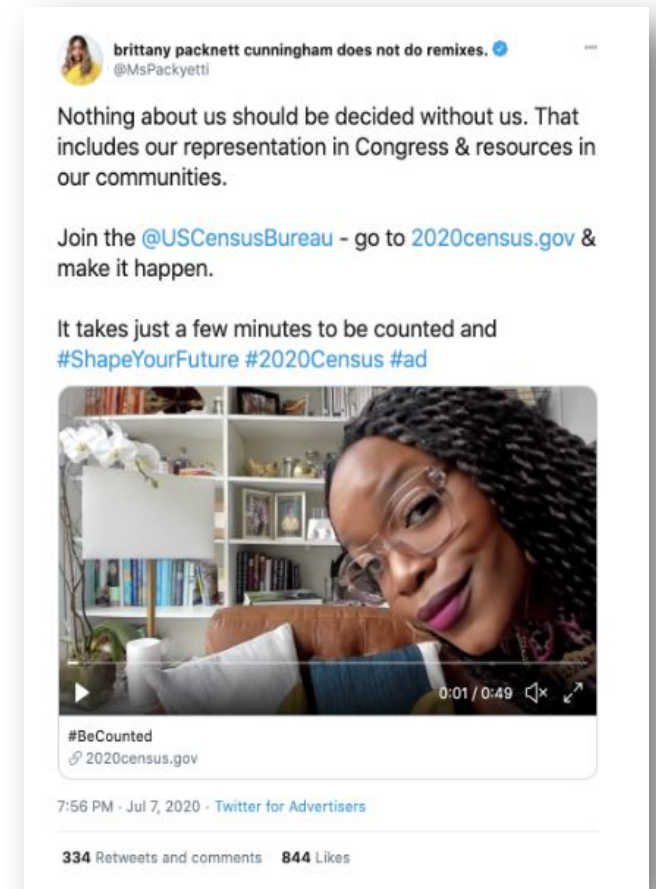 brittany packnett cunningham does not do remixes.
@MsPackyetti
Nothing about us should be decided without us. That
includes our representation in Congress & resources in
our communities.
Join the @USCensusBureau - go to 2020census.gov &
make it happen.
It takes just a few minutes to be counted and
#ShapeYourFuture #2020Census #ad
0:01 / 0:49
#BeCounted
2020census.gov
7:56 PM · Jul 7, 2020 · Twitter for Advertisers
334 Retweets and comments 844 Likes